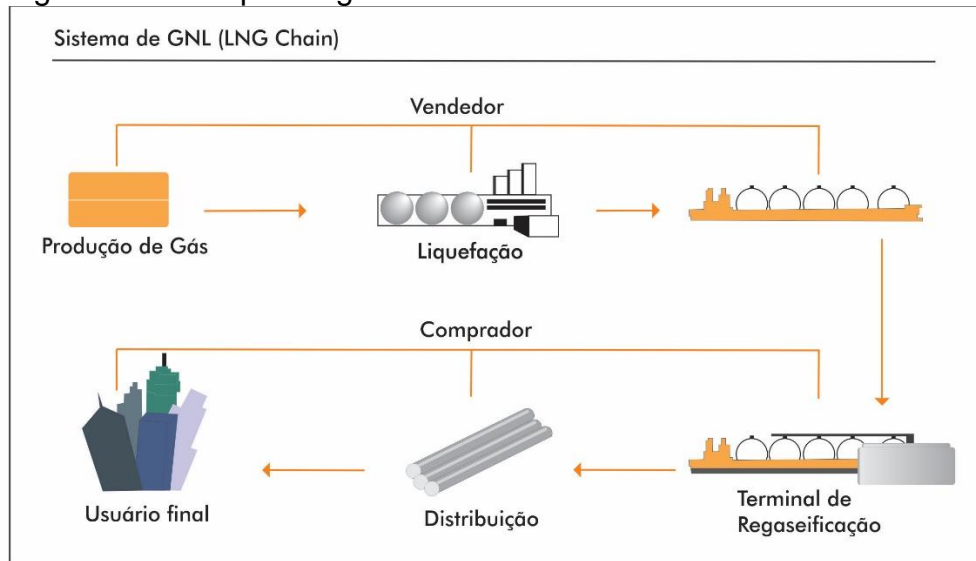 Sistema de GNL (LNG Chain)
Vendedor
Produção de Gás
Liquefação
Comprador
Usuário final
Distribuição
Terminal de
Regaseificação